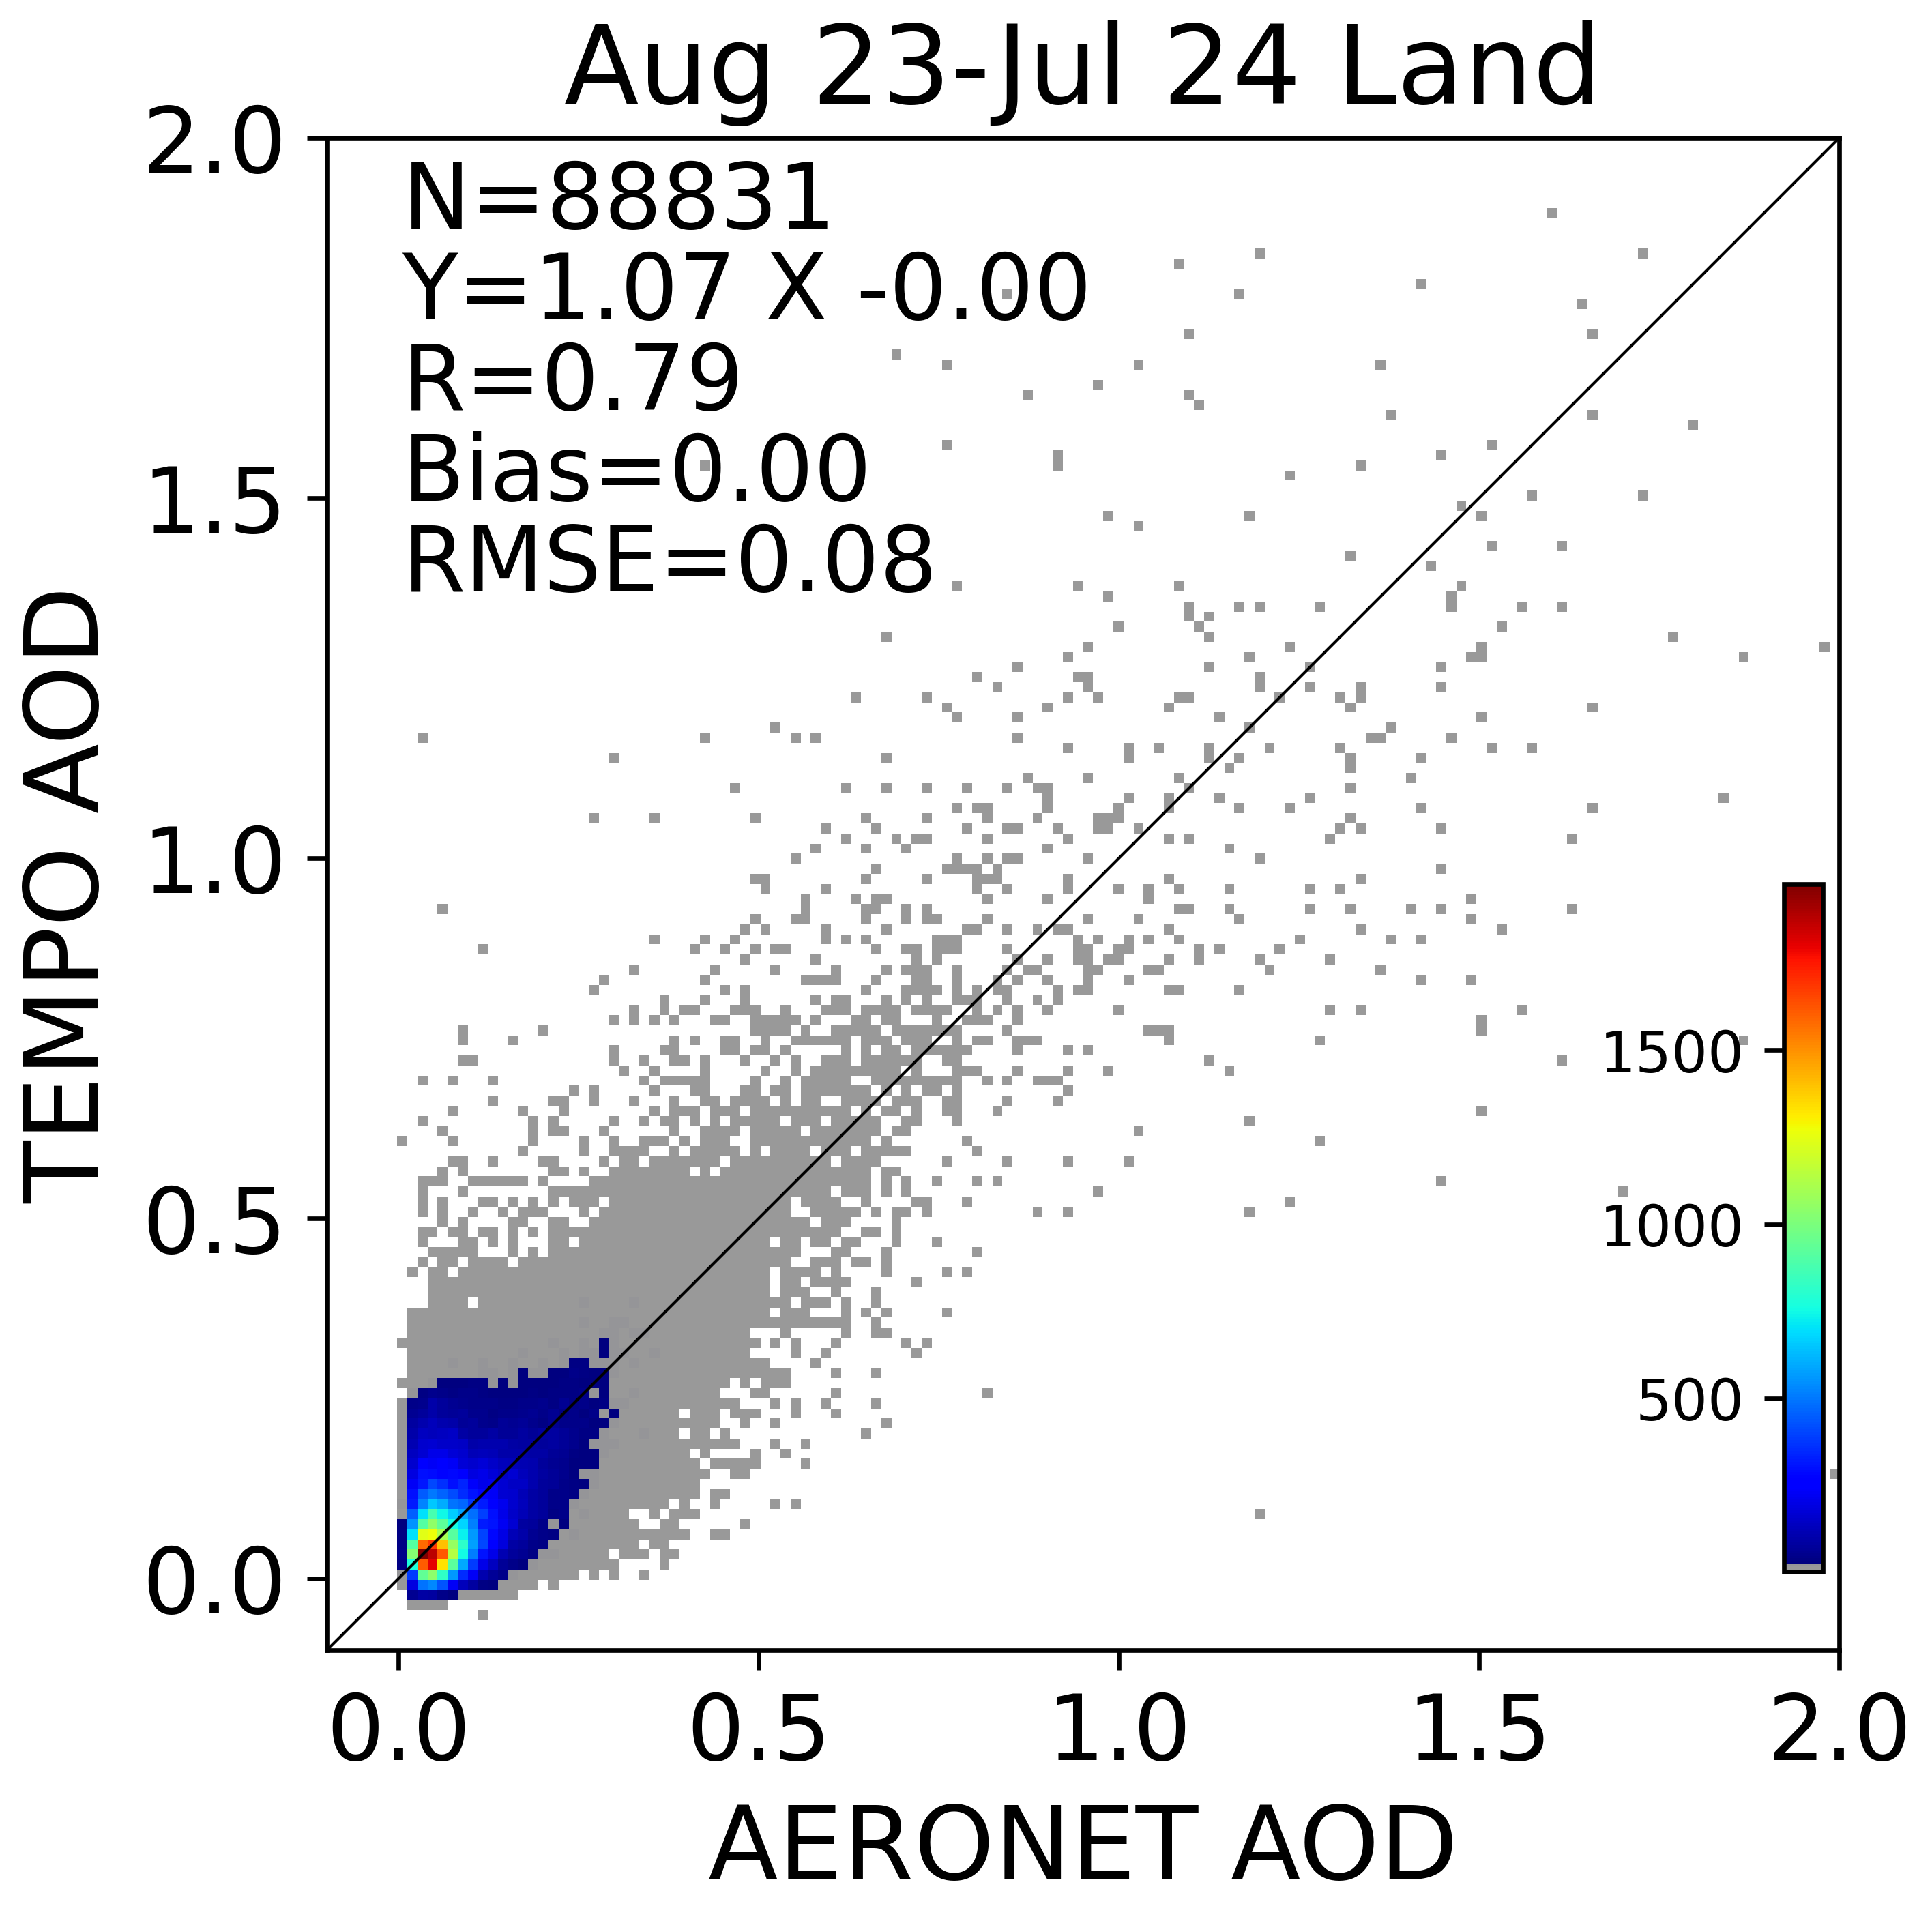 Aug 23-Jul 24 Land
N=88831
Y=1.07 X -0.00
R=0.79
Bias=0.00
RMSE=0.08
TEMPO AOD
2.0
1.5
1.0
0.5
0.0
1500
1000
500
0.0 0.5 1.0 1.5 2.0
AERONET AOD